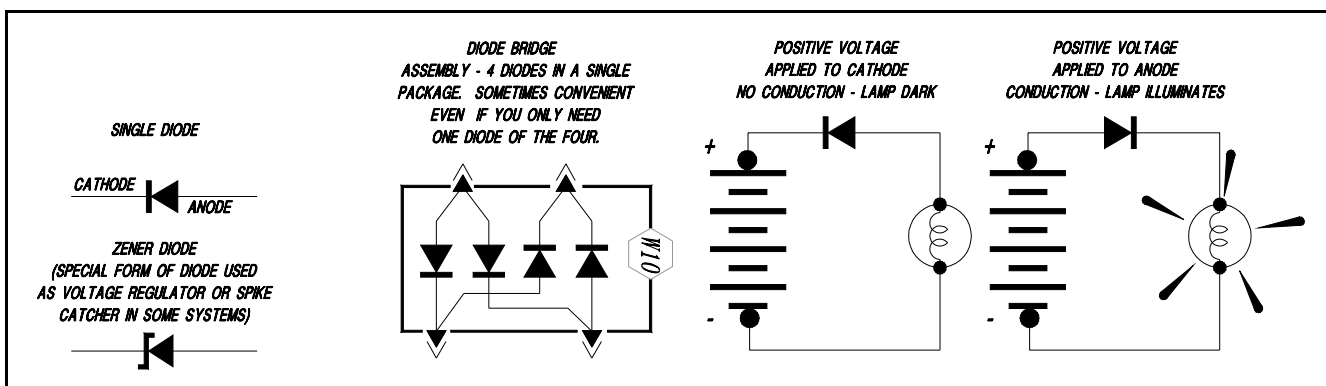 SINGLE DIODE
CATHODE
ANODE
ZENER DIODE
(SPECIAL FORM OF DIODE USED
AS VOLTAGE REGULATOR OR SPIKE
CATCHER IN SOME SYSTEMS)
DIODE BRIDGE
ASSEMBLY - 4 DIODES IN A SINGLE
PACKAGE. SOMETIMES CONVENIENT
EVEN IF YOU ONLY NEED
ONE DIODE OF THE FOUR.
W10
POSITIVE VOLTAGE
APPLIED TO CATHODE
NO CONDUCTION - LAMP DARK
+
-
POSITIVE VOLTAGE
APPLIED TO ANODE
CONDUCTION - LAMP ILLUMINATES
+
-